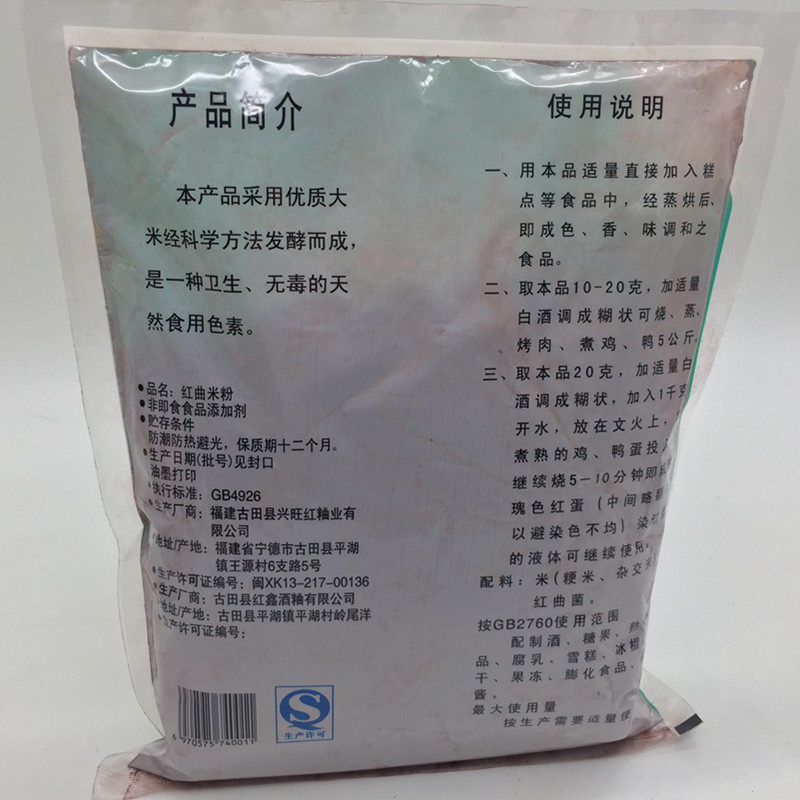 产品简介
本产品采用优质大
米经科学方法发酵而成，
是一种卫生、无毒的天
然食用色素。
●品名：红曲米粉
●非即食食品添加剂
●贮存条件
防潮防热避光，保质期十二个月。
●生产日期(批号)见封口
油墨打印
●执行标准：GB4926
●生产厂商：福建古田县兴旺红粬业有
限公司
●地址/产地：福建省宁德市古田县平湖
镇王源村6支路5号
●生产许可证编号：闽XK13-217-00136
●生产厂商：古田县红鑫酒粬有限公司
●地址/产地：古田县平湖镇平湖村岭尾洋
●生产许可证编号：
6970575740011
生产许可
使用说明
一、用本品适量直接加入糕
点等食品中，经蒸烘后、
即成色、香、味调和之
食品。
二、取本品10-20克，加适量
白酒调成糊状可烧、蒸、
烤肉、煮鸡、鸭5公斤。
三、取本品20克，加适量白
酒调成糊状，加入1千克
开水，放在文火上，
煮熟的鸡、鸭蛋投
继续烧5-10分钟即
瑰色红蛋（中间略
以避染色不均）染
的液体可继续使
配料：米（粳米、杂交
红曲菌。
按GB2760使用范围
配制酒、糖果、熟
品、腐乳、雪糕、冰棍
干、果冻、膨化食品、
酱。
最大使用量
按生产需要适量使